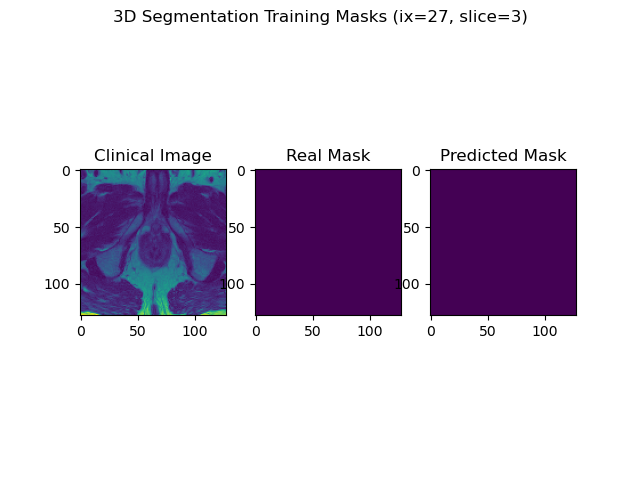 3D Segmentation Training Masks (ix=27, slice=3)
Clinical Image Real Mask Predicted Mask
0 0 0
50 50 50
100 100 100
0 50 100 0 50 100 0 50 100